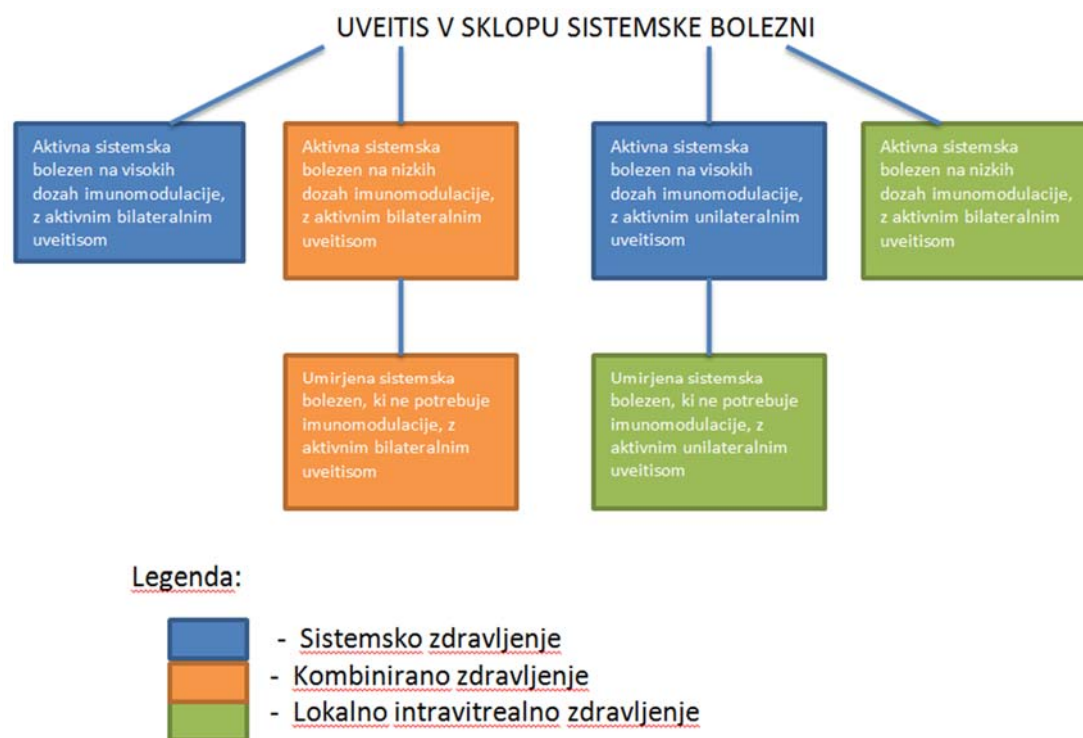 UVEITIS V SKLOPU SISTEMSKE BOLEZNI
Aktivna sistemska
bolezen na visokih
dozah imunomodulacije,
z aktivnim bilateralnim
uveitisom
Aktivna sistemska
bolezen na nizkih
dozah imunomodulacije,
z aktivnim bilateralnim
uveitisom
Aktivna sistemska
bolezen na visokih
dozah imunomodulacije,
z aktivnim unilateralnim
uveitisom
Aktivna sistemska
bolezen na nizkih
dozah imunomodulacije,
z aktivnim bilateralnim
uveitisom
Umirjena sistemska
bolezen, ki ne potrebuje
imunomodulacije, z
aktivnim bilateralnim
uveitisom
Umirjena sistemska
bolezen, ki ne potrebuje
imunomodulacije, z
aktivnim unilateralnim
uveitisom
Legenda:
- Sistemsko zdravljenje
- Kombinirano zdravljenje
- Lokalno intravitrealno zdravljenje